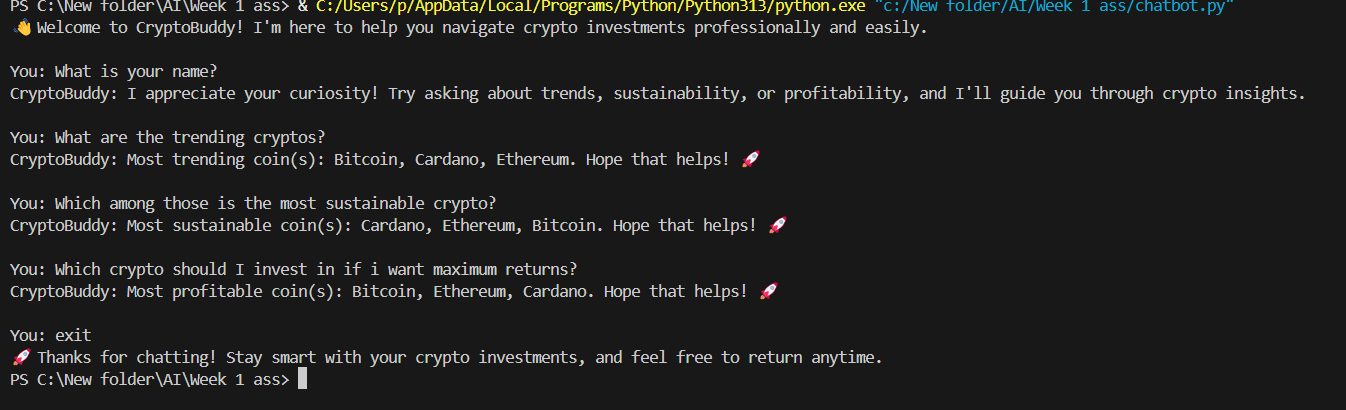 PS C:\New folder\AI\Week 1 ass> & C:/Users/p/AppData/Local/Programs/Python/Python313/python.exe "c:/New folder/AI/Week 1 ass/chatbot.py"
👋 Welcome to CryptoBuddy! I'm here to help you navigate crypto investments professionally and easily.
You: What is your name?
CryptoBuddy: I appreciate your curiosity! Try asking about trends, sustainability, or profitability, and I'll guide you through crypto insights.
You: What are the trending cryptos?
CryptoBuddy: Most trending coin(s): Bitcoin, Cardano, Ethereum. Hope that helps! 🚀
You: Which among those is the most sustainable crypto?
CryptoBuddy: Most sustainable coin(s): Cardano, Ethereum, Bitcoin. Hope that helps! 🚀
You: Which crypto should I invest in if i want maximum returns?
CryptoBuddy: Most profitable coin(s): Bitcoin, Ethereum, Cardano. Hope that helps! 🚀
You: exit
🚀 Thanks for chatting! Stay smart with your crypto investments, and feel free to return anytime.
PS C:\New folder\AI\Week 1 ass>